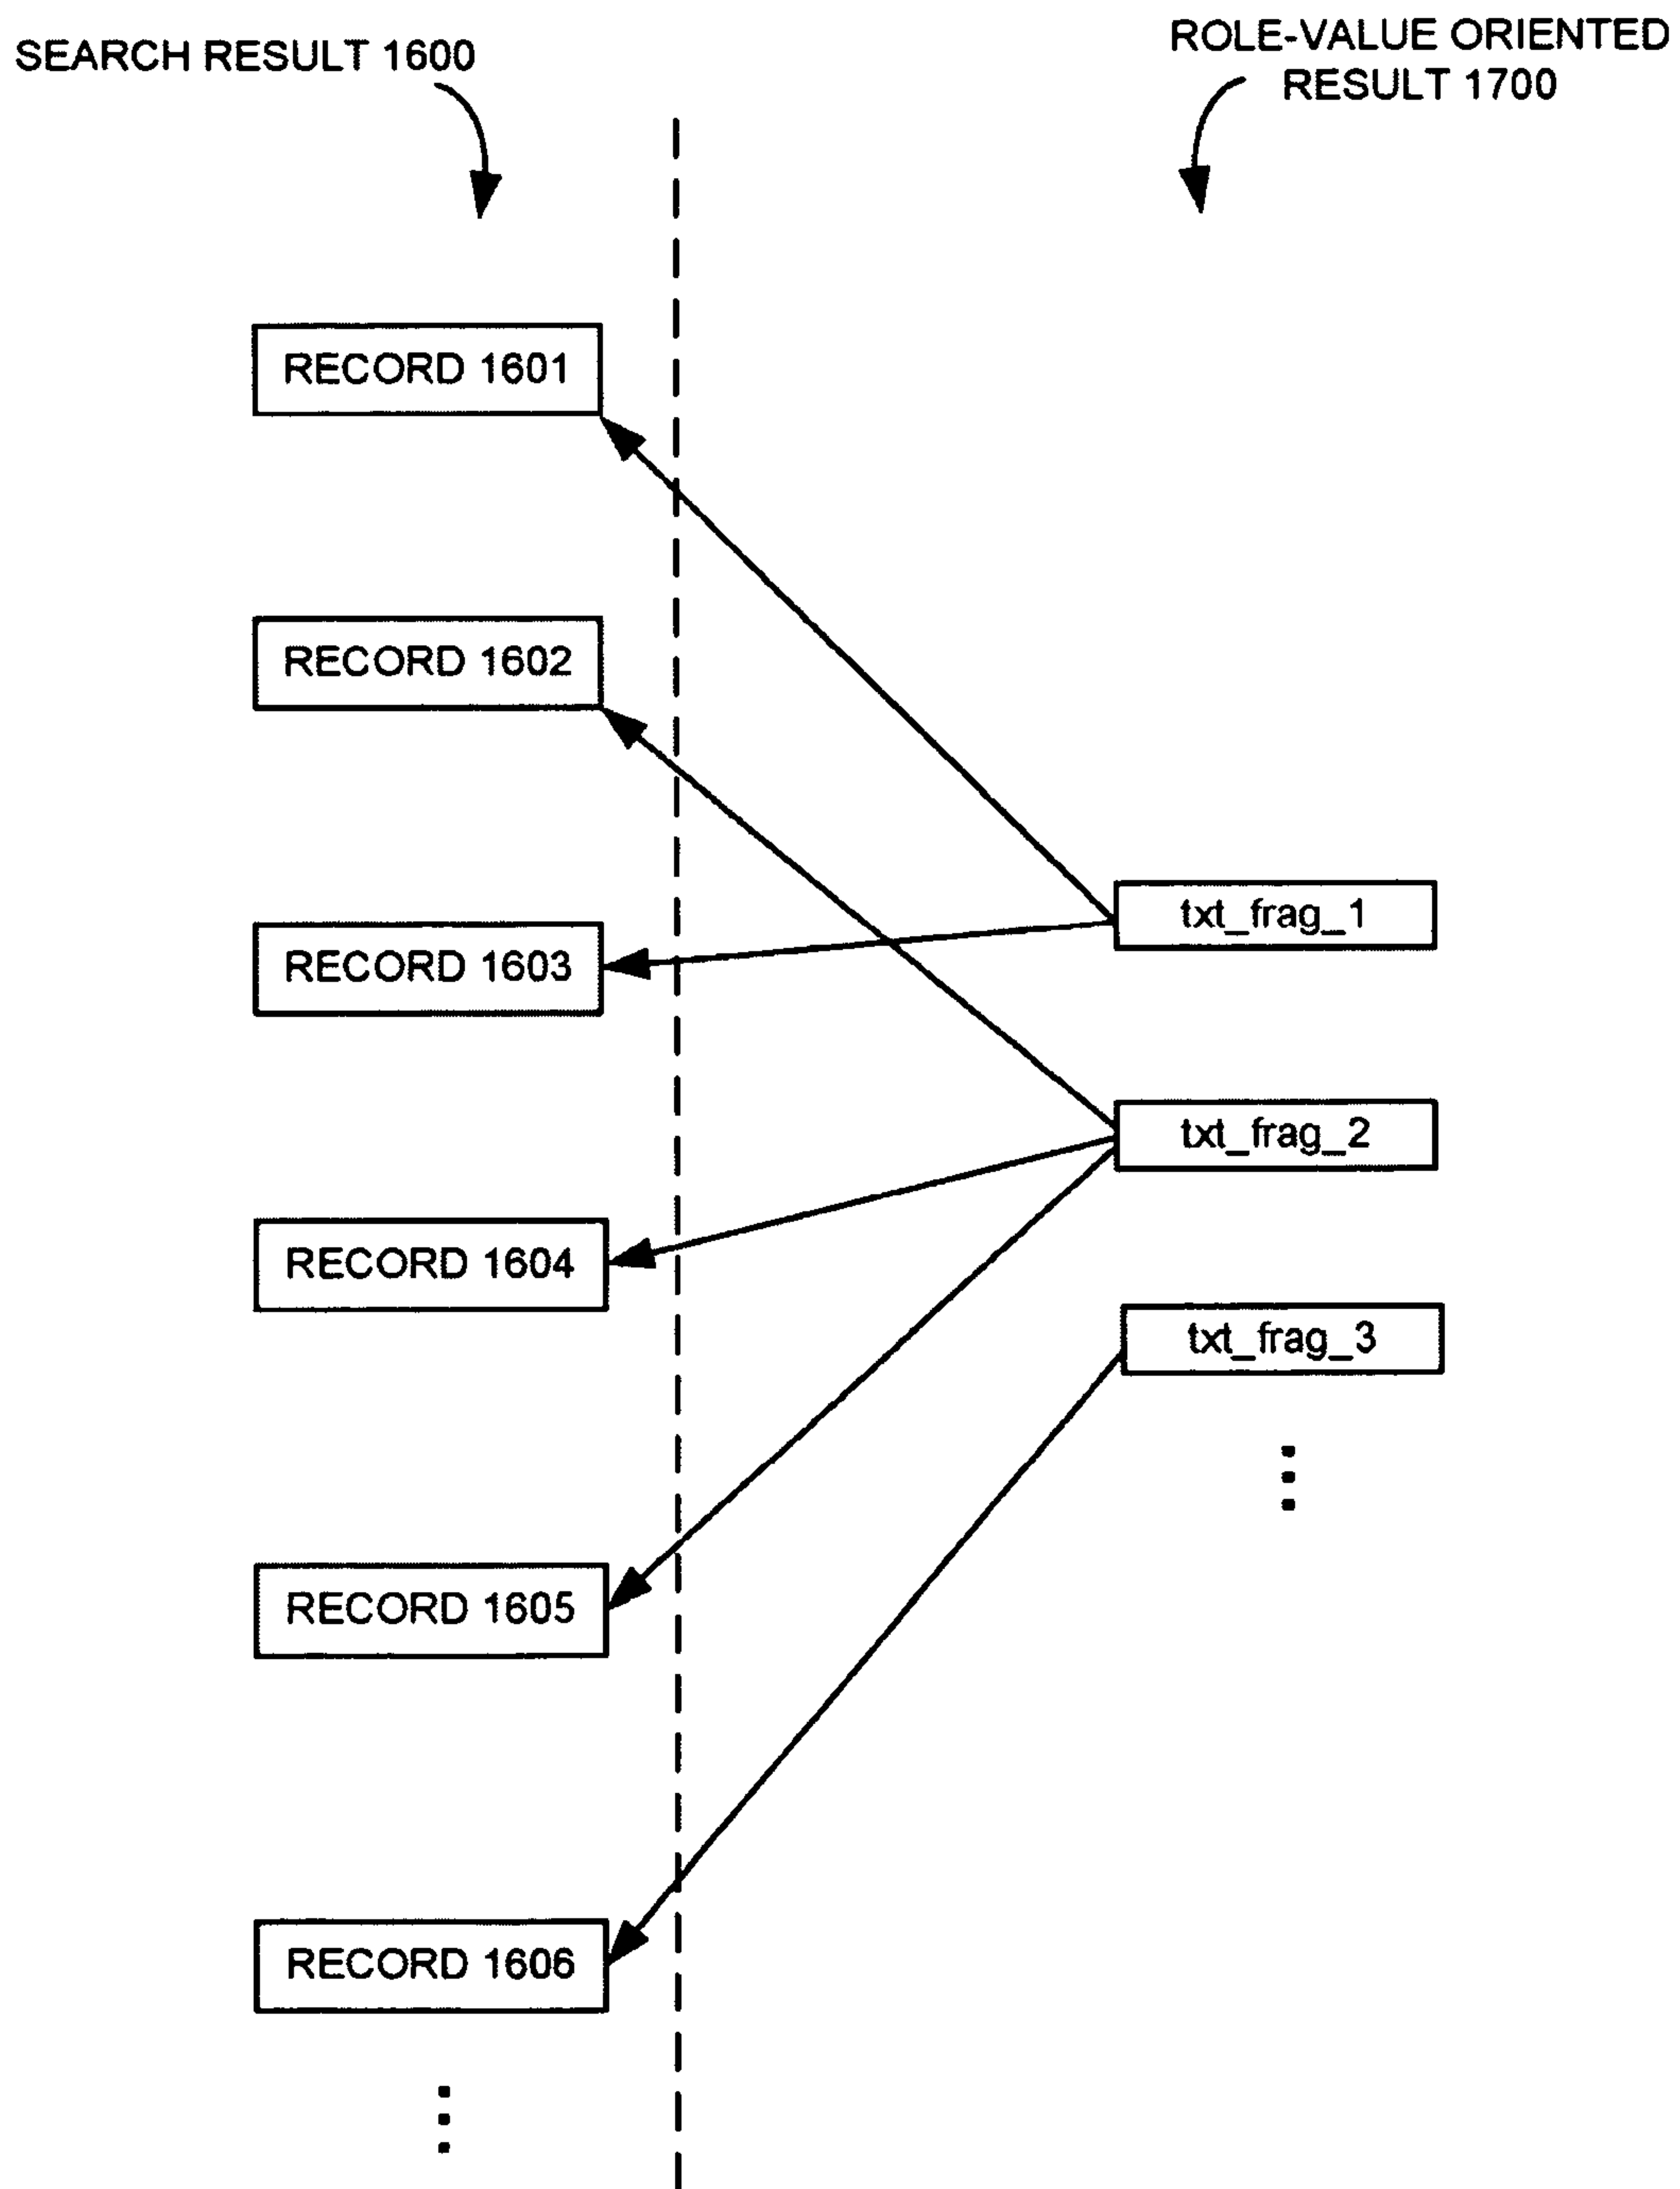 SEARCH RESULT 1600
ROLE-VALUE ORIENTED
RESULT 1700
RECORD 1601
RECORD 1602
RECORD 1603
RECORD 1604
RECORD 1605
RECORD 1606
txt_frag_1
txt_frag_2
txt_frag_3